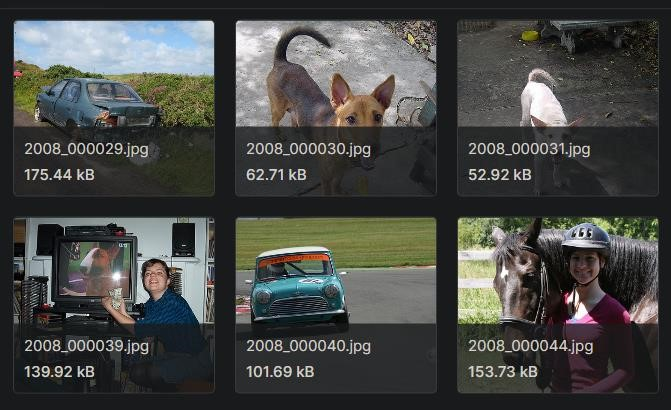 2008_000029.jpg
175.44 kB
2008_000030.jpg
62.71 kB
2008_000031.jpg
52.92 kB
2008_000039.jpg
139.92 kB
2008_000040.jpg
101.69 kB
2008_000044.jpg
153.73 kB